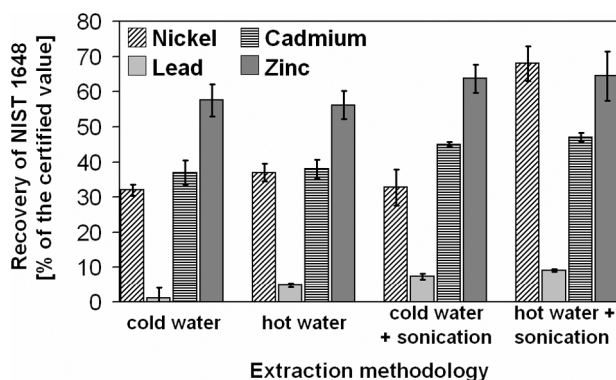 Recovery of NIST 1648
[% of the certified value]
80
70
60
50
40
30
20
10
0
Nickel
Cadmium
Lead
Zinc
cold water
hot water
cold water
+ sonication
hot water +
sonication
Extraction methodology